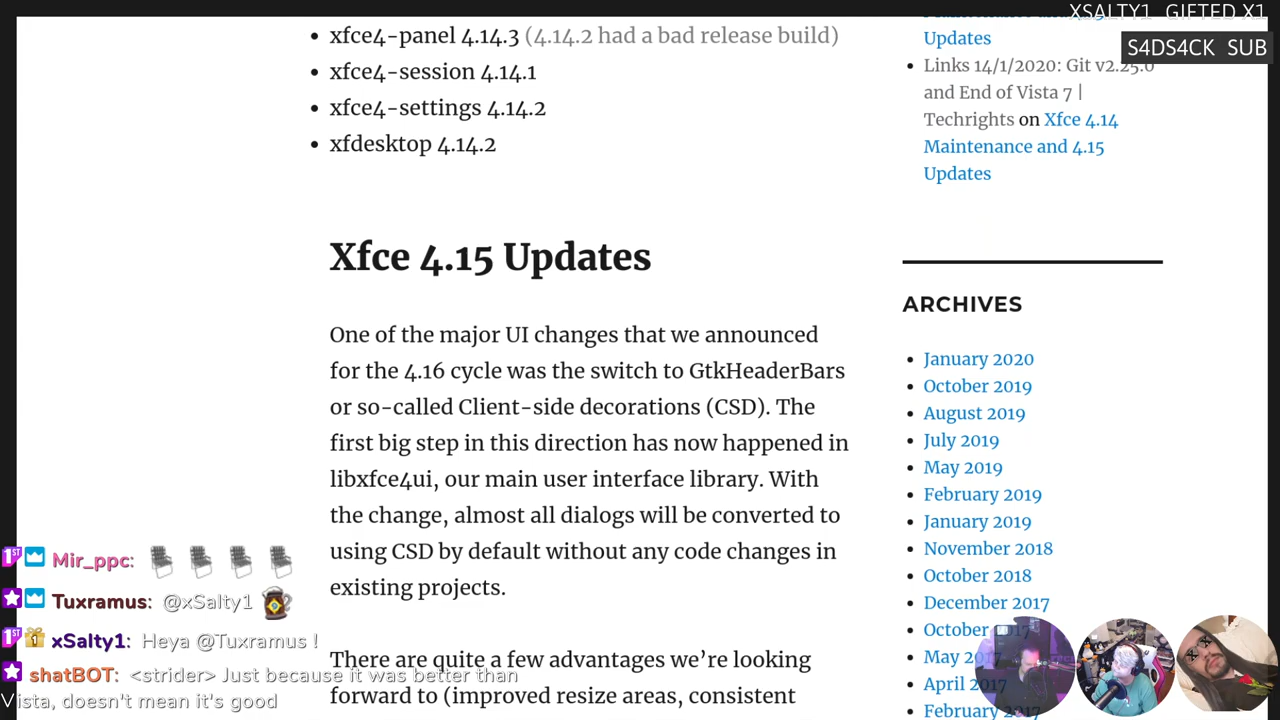 XSALTY1 GIFTED X1
S4DS4CK SUB
xfce4-panel 4.14.3 (4.14.2 had a bad release build)
xfce4-session 4.14.1
xfce4-settings 4.14.2
xfdesktop 4.14.2
Xfce 4.15 Updates
One of the major UI changes that we announced
for the 4.16 cycle was the switch to GtkHeaderBars
or so-called Client-side decorations (CSD). The
first big step in this direction has now happened in
libxfce4ui, our main user interface library. With
the change, almost all dialogs will be converted to
using CSD by default without any code changes in
existing projects.
There are quite a few advantages we’re looking
forward to (improved resize areas, consistent
Updates
Links 14/1/2020: Git v2.25.0
and End of Vista 7 |
Techrights on Xfce 4.14
Maintenance and 4.15
Updates
ARCHIVES
January 2020
October 2019
August 2019
July 2019
May 2019
February 2019
January 2019
November 2018
October 2018
December 2017
October 2017
May 2017
April 2017
February 2017
Mir_ppc:
Tuxramus: @xSalty1
xSalty1: Heya @Tuxramus !
shatBOT: <strider> Just because it was better than
Vista, doesn't mean it's good